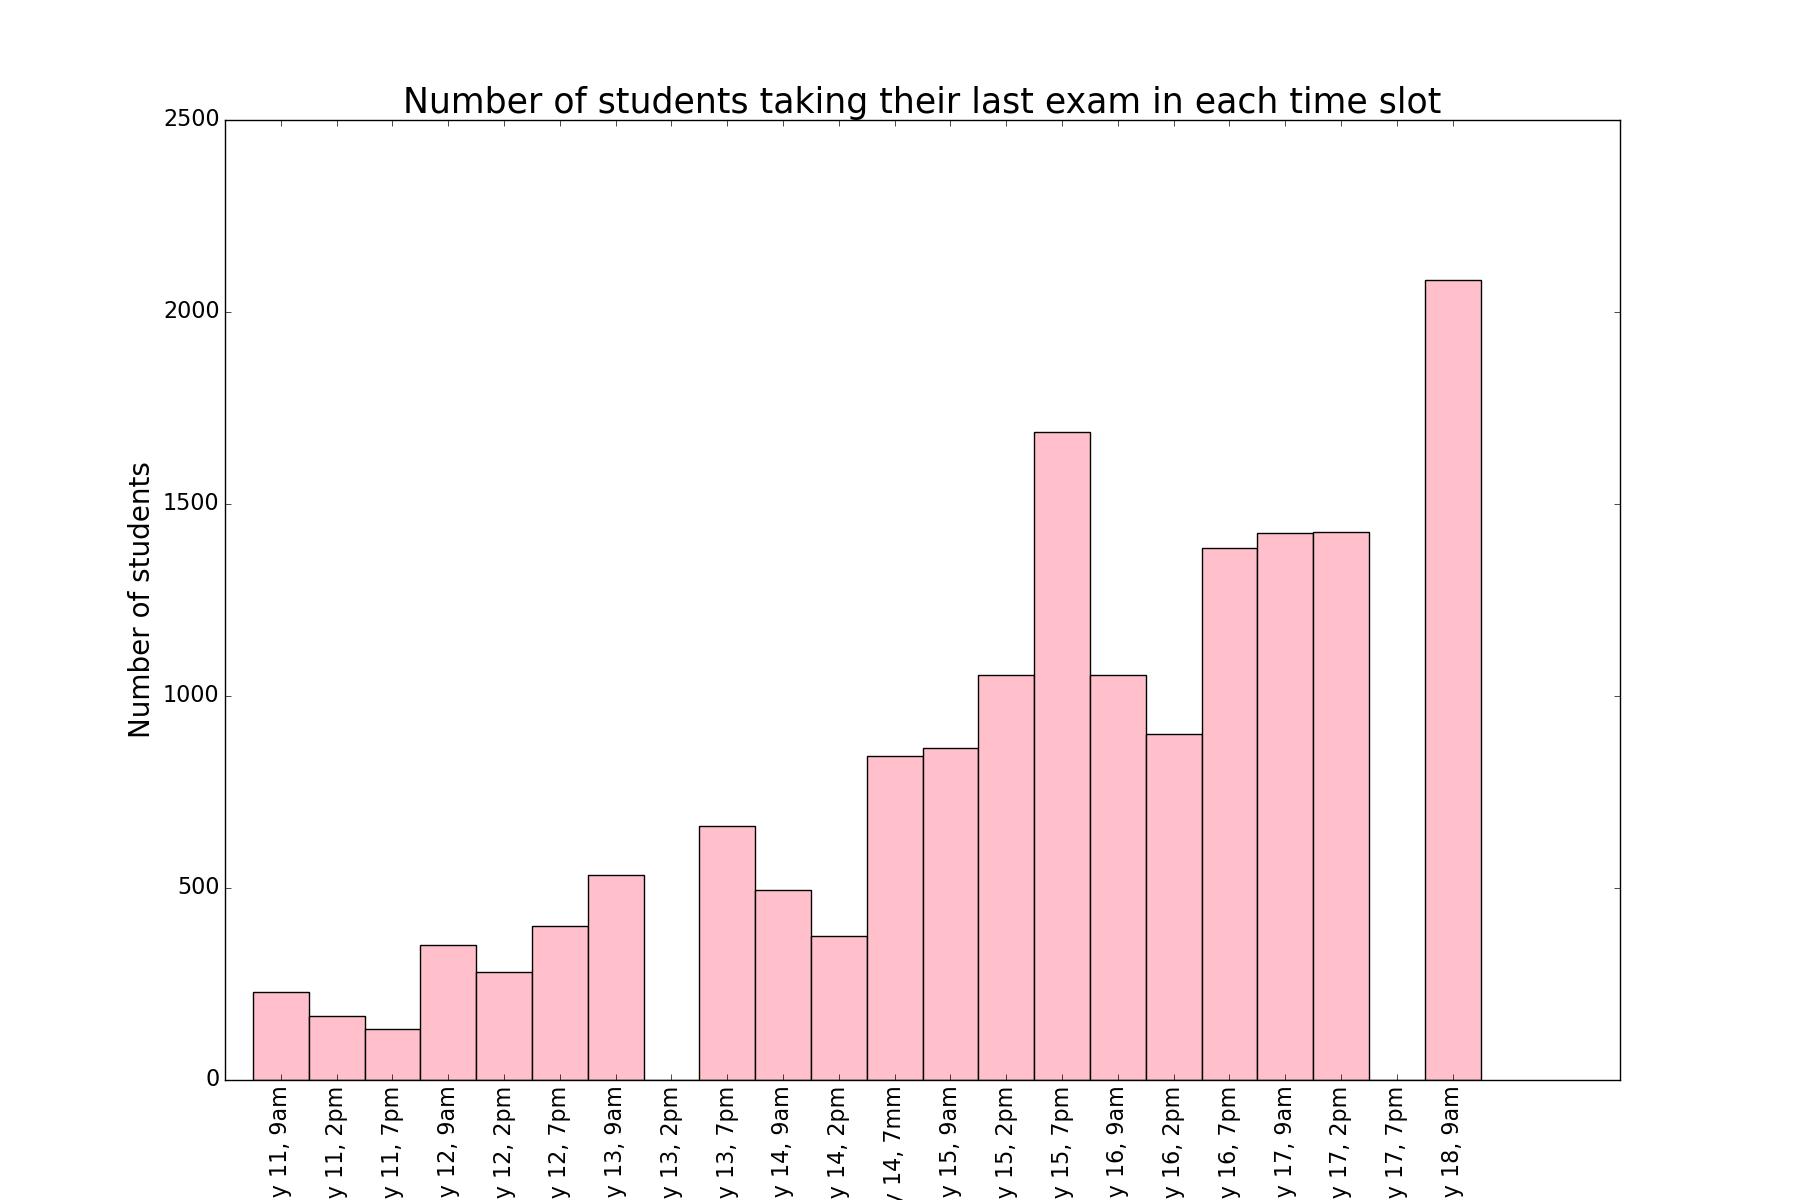 Number of students taking their last exam in each time slot
Number of students
2500
2000
1500
1000
500
0
y 11, 9am
y 11, 2pm
y 11, 7pm
y 12, 9am
y 12, 2pm
y 12, 7pm
y 13, 9am
y 13, 2pm
y 13, 7pm
y 14, 9am
y 14, 2pm
y 14, 7mm
y 15, 9am
y 15, 2pm
y 15, 7pm
y 16, 9am
y 16, 2pm
y 16, 7pm
y 17, 9am
y 17, 2pm
y 17, 7pm
y 18, 9am